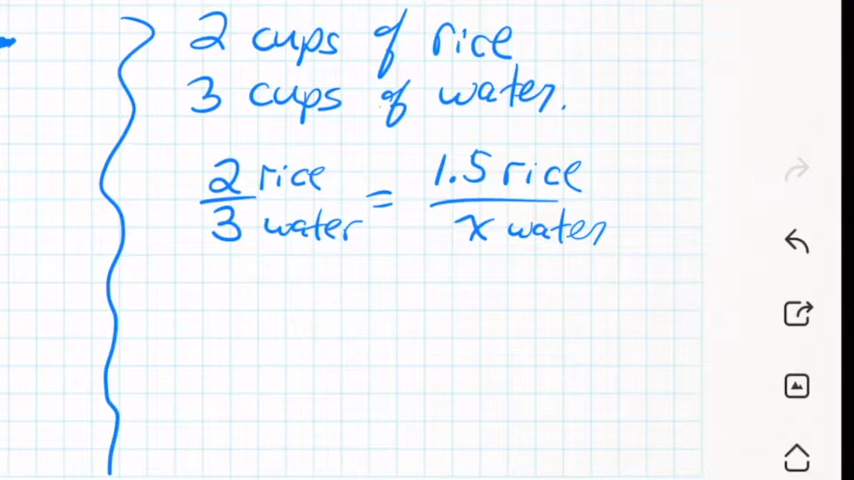 2 cups of rice
3 cups of water.
2 rice / 3 water = 1.5 rice / x water